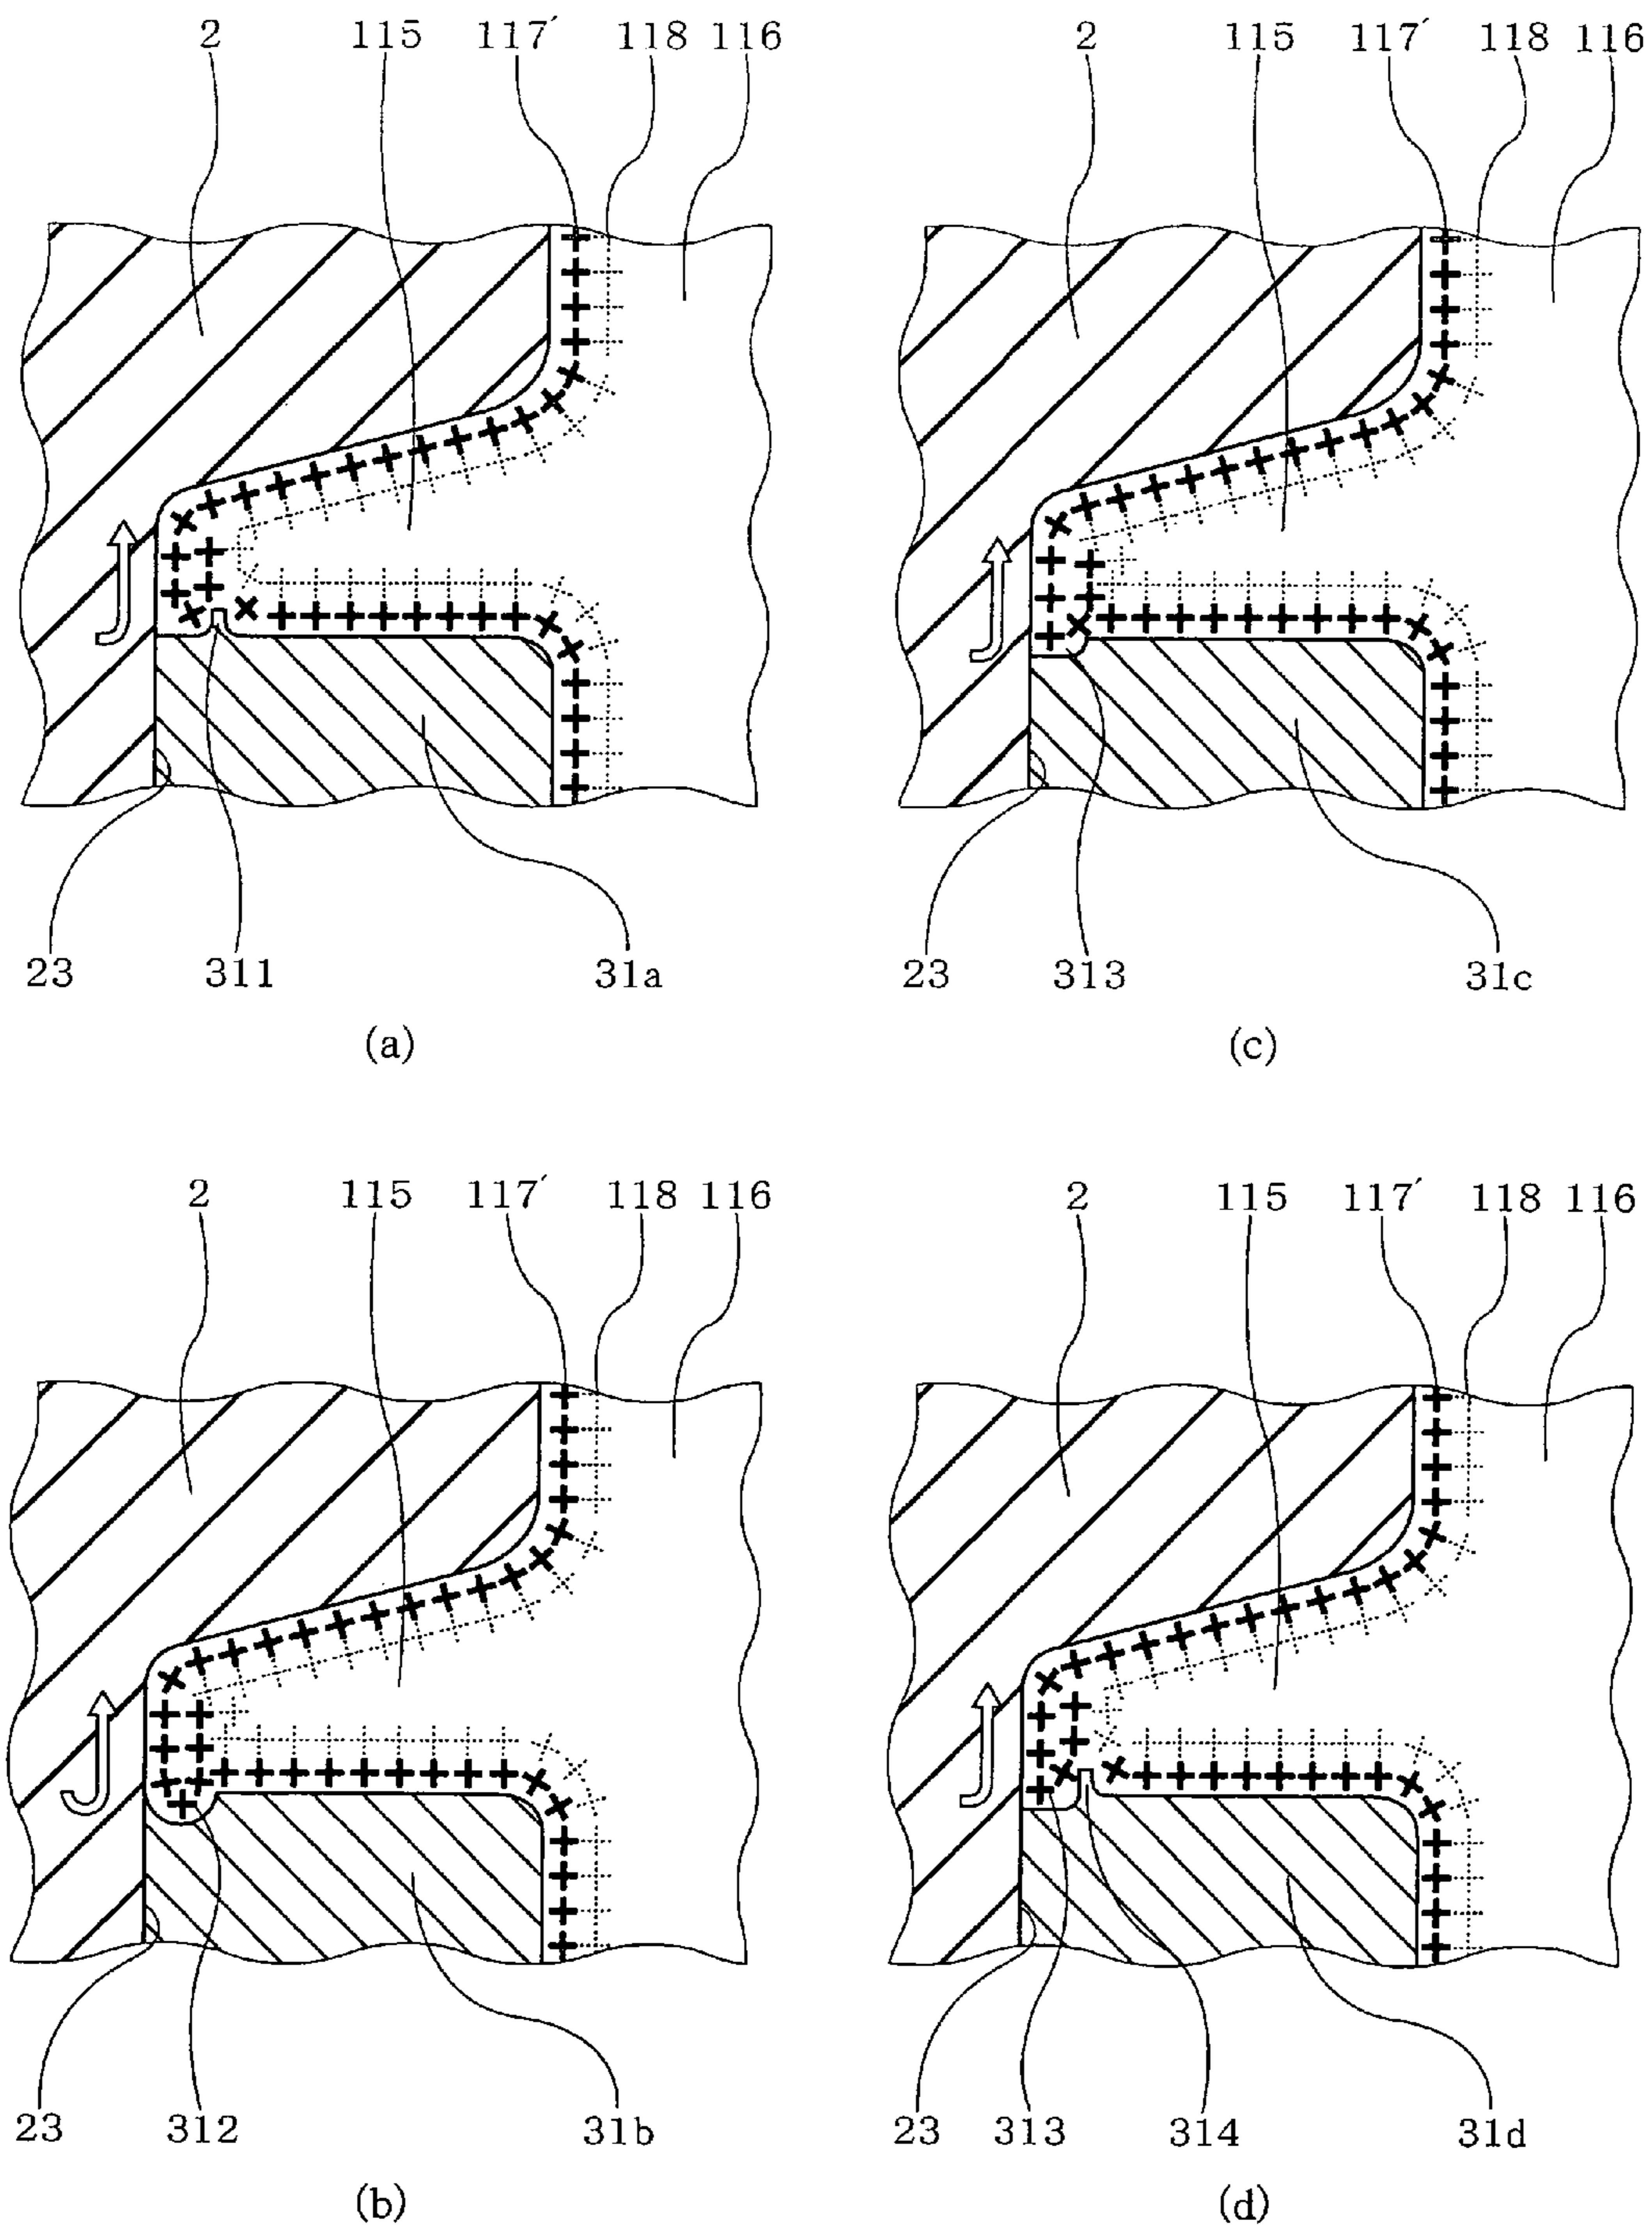 2 115 117′ 118 116
2 115 117′ 118 116
23 311 31a
23 313 31c
(a)
(c)
2 115 117′ 118 116
2 115 117′ 118 116
23 312 31b
23 313 314 31d
(b)
(d)